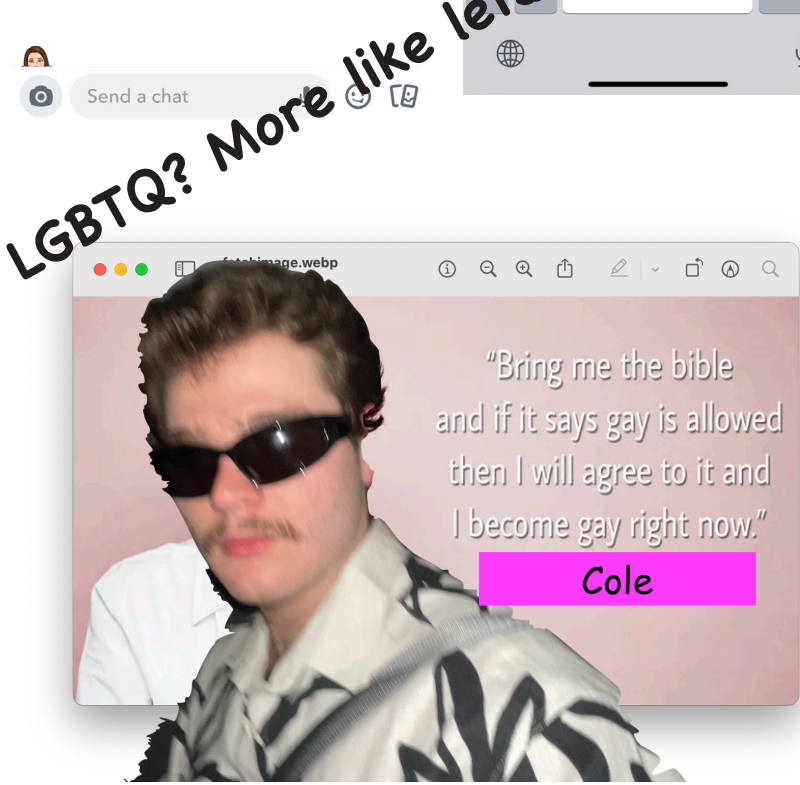 LGBTQ? More like
Send a chat
“Bring me the bible
and if it says gay is allowed
then I will agree to it and
I become gay right now.”
Cole